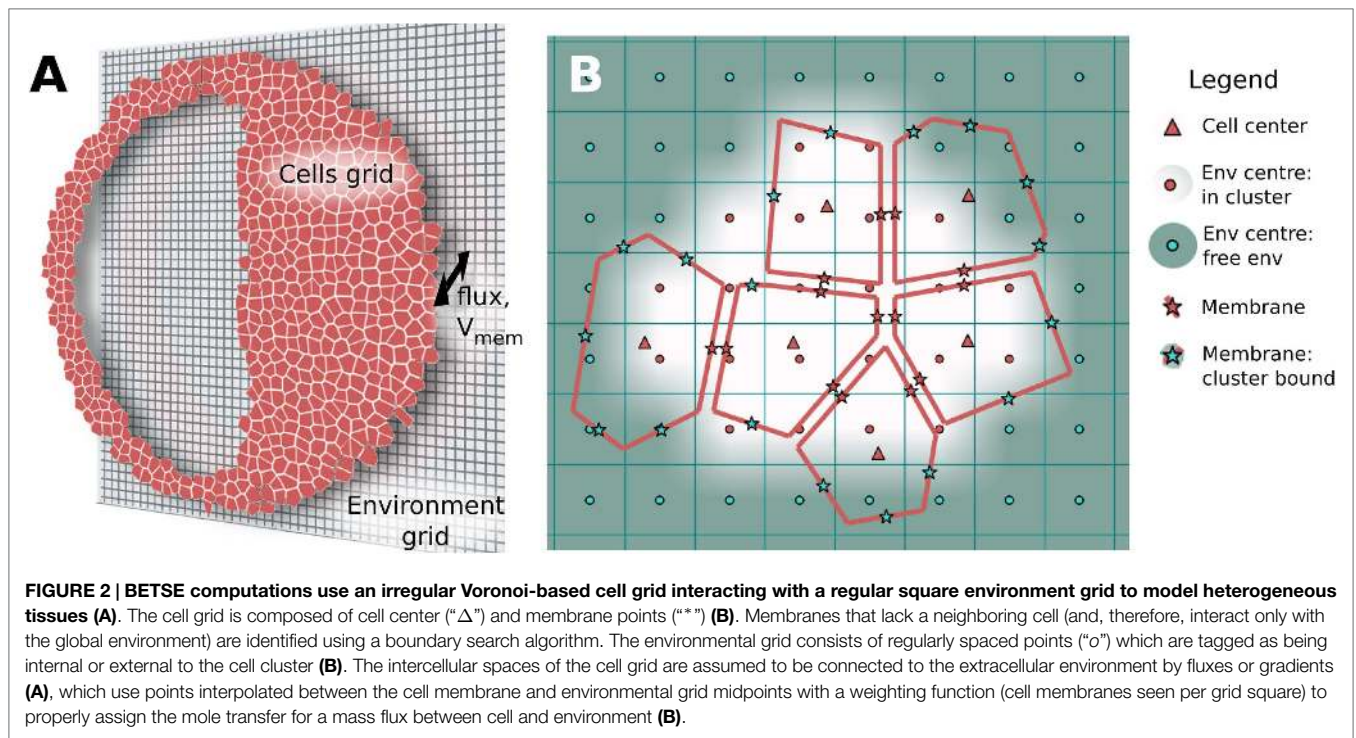 A
Cells grid
flux,
Vmem
Environment
grid
B
Legend
Cell center
Env centre:
in cluster
Env centre:
free env
Membrane
Membrane:
cluster bound
FIGURE 2 | BETSE computations use an irregular Voronoi-based cell grid interacting with a regular square environment grid to model heterogeneous
tissues (A). The cell grid is composed of cell center (“Δ”) and membrane points (“*”) (B). Membranes that lack a neighboring cell (and, therefore, interact only with
the global environment) are identified using a boundary search algorithm. The environmental grid consists of regularly spaced points (“o”) which are tagged as being
internal or external to the cell cluster (B). The intercellular spaces of the cell grid are assumed to be connected to the extracellular environment by fluxes or gradients
(A), which use points interpolated between the cell membrane and environmental grid midpoints with a weighting function (cell membranes seen per grid square) to
properly assign the mole transfer for a mass flux between cell and environment (B).